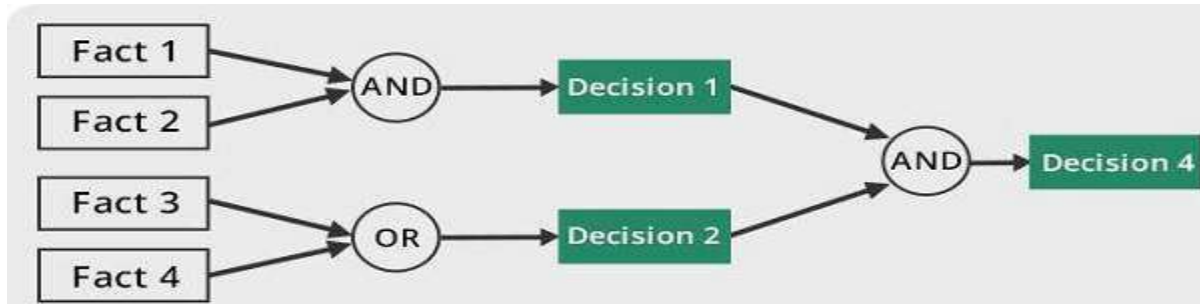 Fact 1
Fact 2
AND
Decision 1
Fact 3
Fact 4
OR
Decision 2
AND
Decision 4